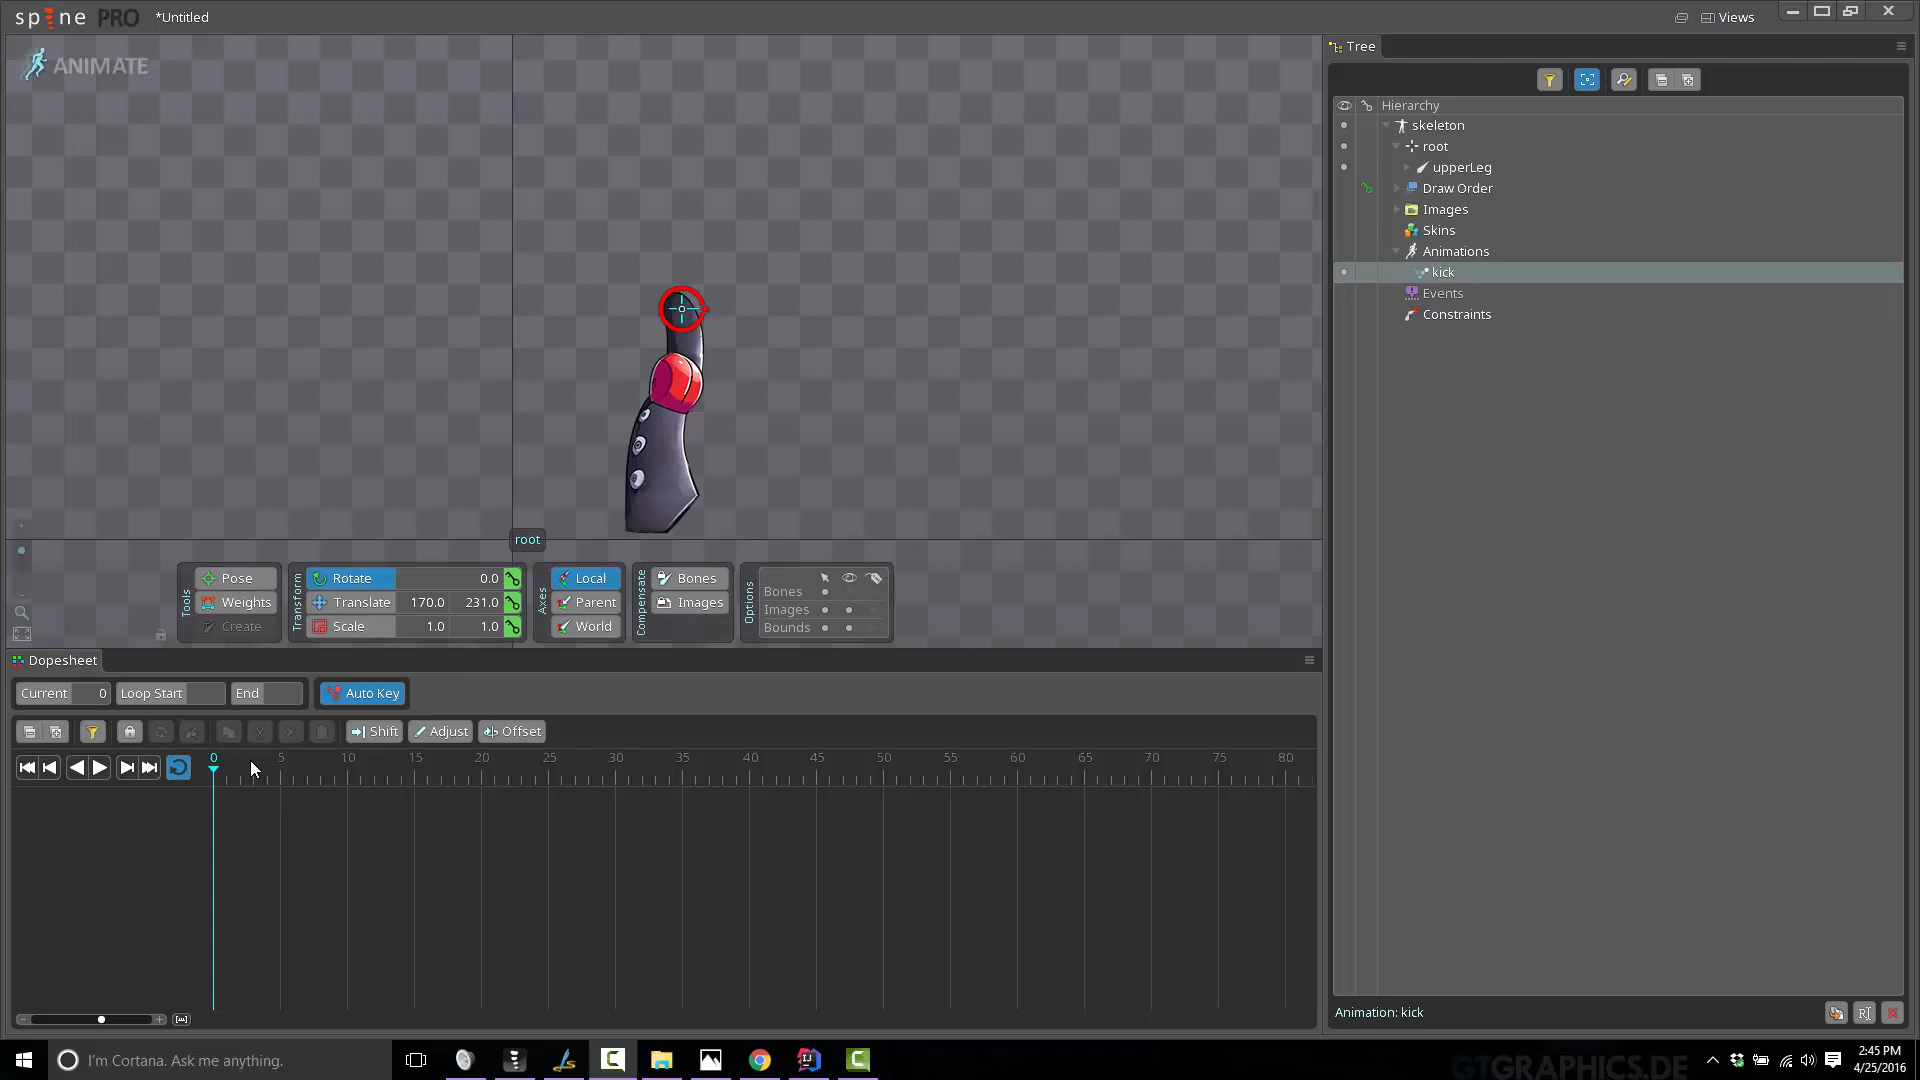 spine PRO *Untitled Views
ANIMATE
Tree
Hierarchy
skeleton
root
upperLeg
Draw Order
Images
Skins
Animations
kick
Events
Constraints
root
Tools
Pose
Weights
Create
Transform
Rotate 0.0
Translate 170.0 231.0
Scale 1.0 1.0
Axes
Local
Parent
World
Compensate
Bones
Images
Options
Bones
Images
Bounds
Dopesheet
Current 0 Loop Start End Auto Key
Shift Adjust Offset
0 5 10 15 20 25 30 35 40 45 50 55 60 65 70 75 80
Animation: kick
I'm Cortana. Ask me anything.
GTGRAPHICS.DE
2:45 PM
4/25/2016